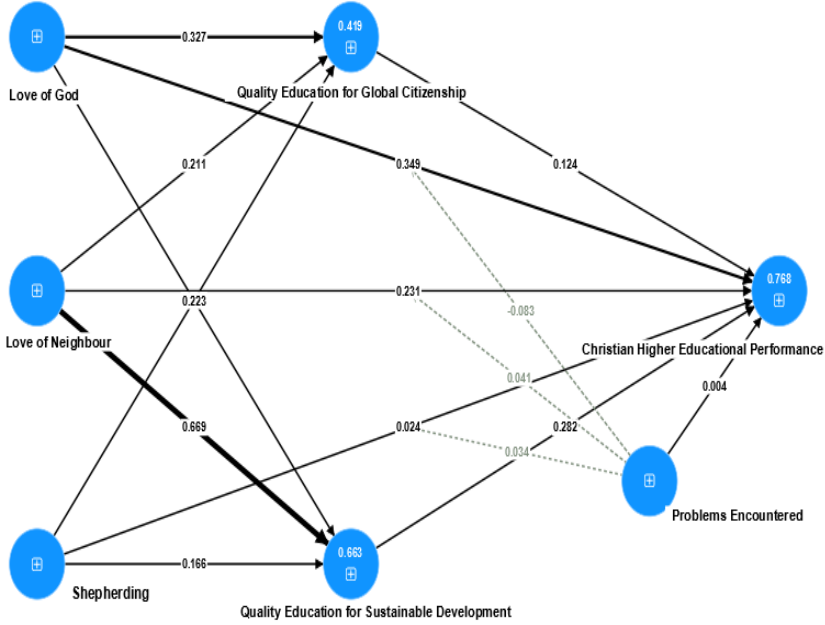 0.419
0.327
Love of God
Quality Education for Global Citizenship
0.211
0.349
0.124
0.768
0.223
0.231
-0.083
Love of Neighbour
Christian Higher Educational Performance
0.041
0.004
0.669
0.024
0.282
0.034
Problems Encountered
0.663
0.166
Shepherding
Quality Education for Sustainable Development